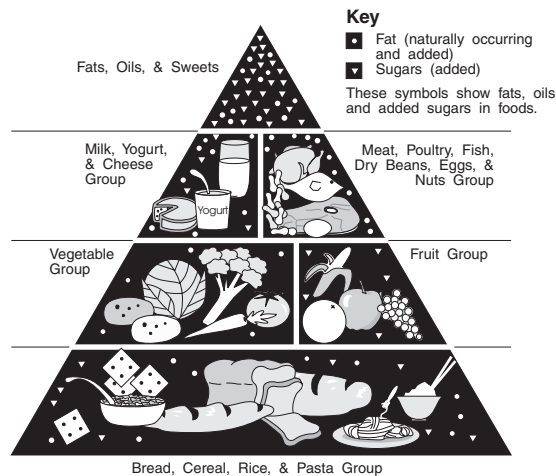 Key
Fat (naturally occurring
and added)
Sugars (added)
These symbols show fats, oils
and added sugars in foods.
Fats, Oils, & Sweets
Milk, Yogurt,
& Cheese
Group
Meat, Poultry, Fish,
Dry Beans, Eggs, &
Nuts Group
Yogurt
Vegetable
Group
Fruit Group
Bread, Cereal, Rice, & Pasta Group